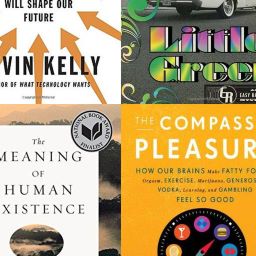 WILL SHAPE OUR
FUTURE
VIN KELLY
OR OF WHAT TECHNOLOGY WANTS
Little
Green
EASY
THE
MEANING
OF
HUMAN
EXISTENCE
NATIONAL BOOK AWARD
FINALIST
THE COMPASS
PLEASUR
HOW OUR BRAINS Make FATTY FO
Orgasm, EXERCISE, Marijuana, GENEROS
VODKA, Learning, and GAMBLING
FEEL SO GOOD